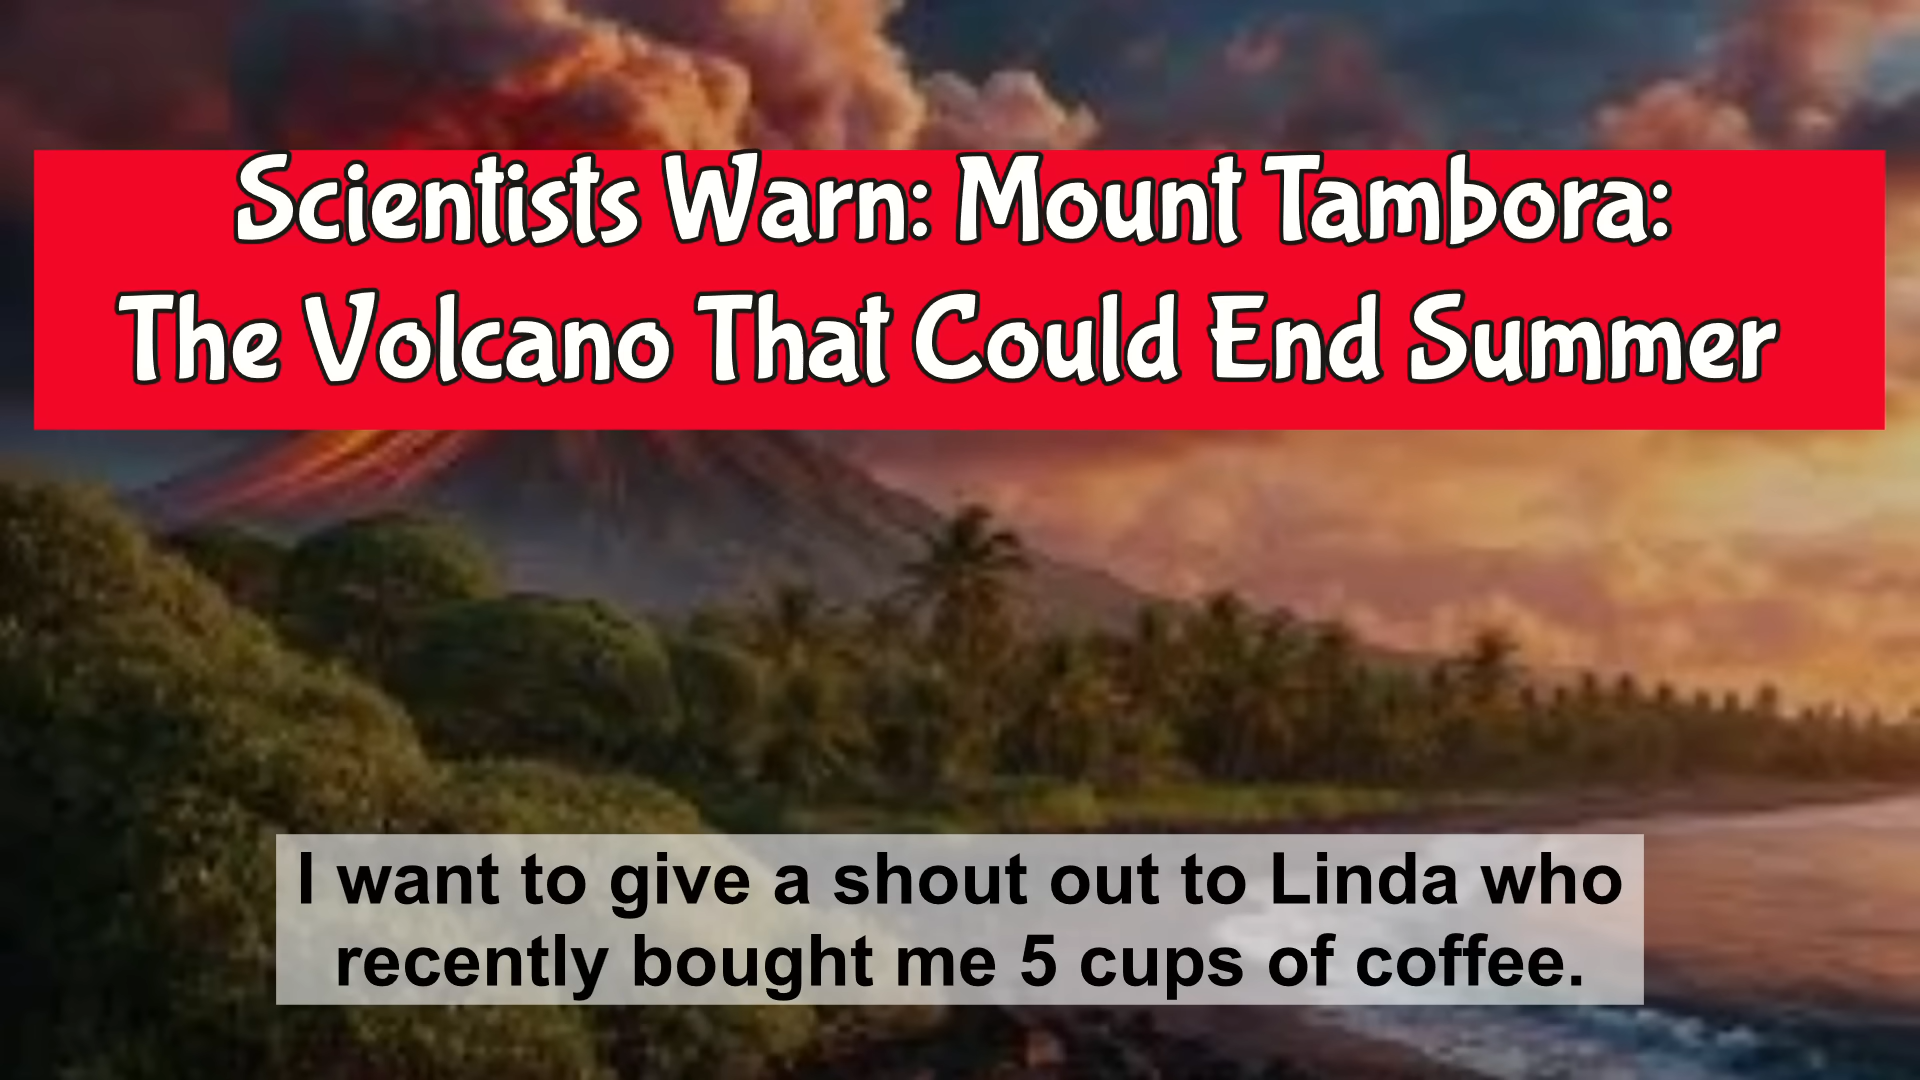 Scientists Warn: Mount Tambora:
The Volcano That Could End Summer
I want to give a shout out to Linda who
recently bought me 5 cups of coffee.